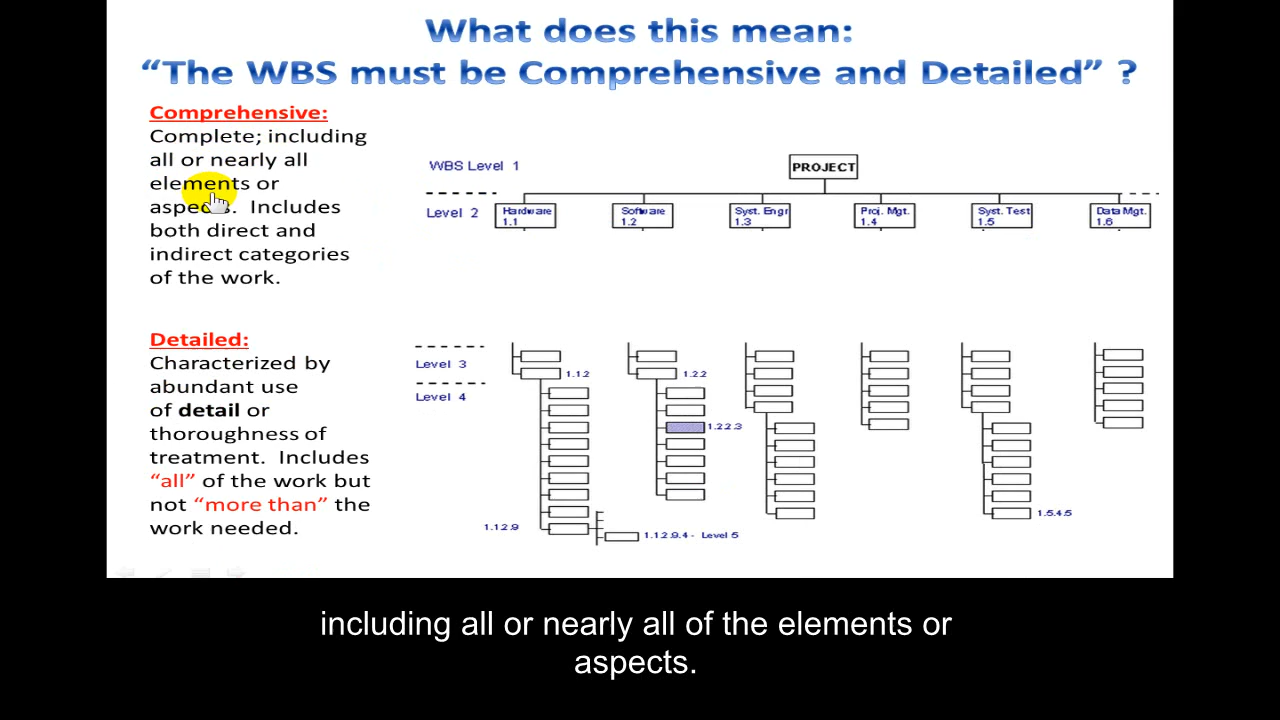 What does this mean:
“The WBS must be Comprehensive and Detailed” ?
Comprehensive:
Complete; including
all or nearly all
elements or
aspects.  Includes
both direct and
indirect categories
of the work.
Detailed:
Characterized by
abundant use
of detail or
thoroughness of
treatment.  Includes
“all” of the work but
not “more than” the
work needed.
WBS Level 1
PROJECT
Level 2
Hardware
1.1
Software
1.2
Syst. Engr
1.3
Proj. Mgt.
1.4
Syst. Test
1.5
Data Mgt.
1.6
Level 3
1.1.2
1.2.2
Level 4
1.2.2.3
1.1.2.9
1.1.2.9.4 - Level 5
1.5.4.5
including all or nearly all of the elements or
aspects.